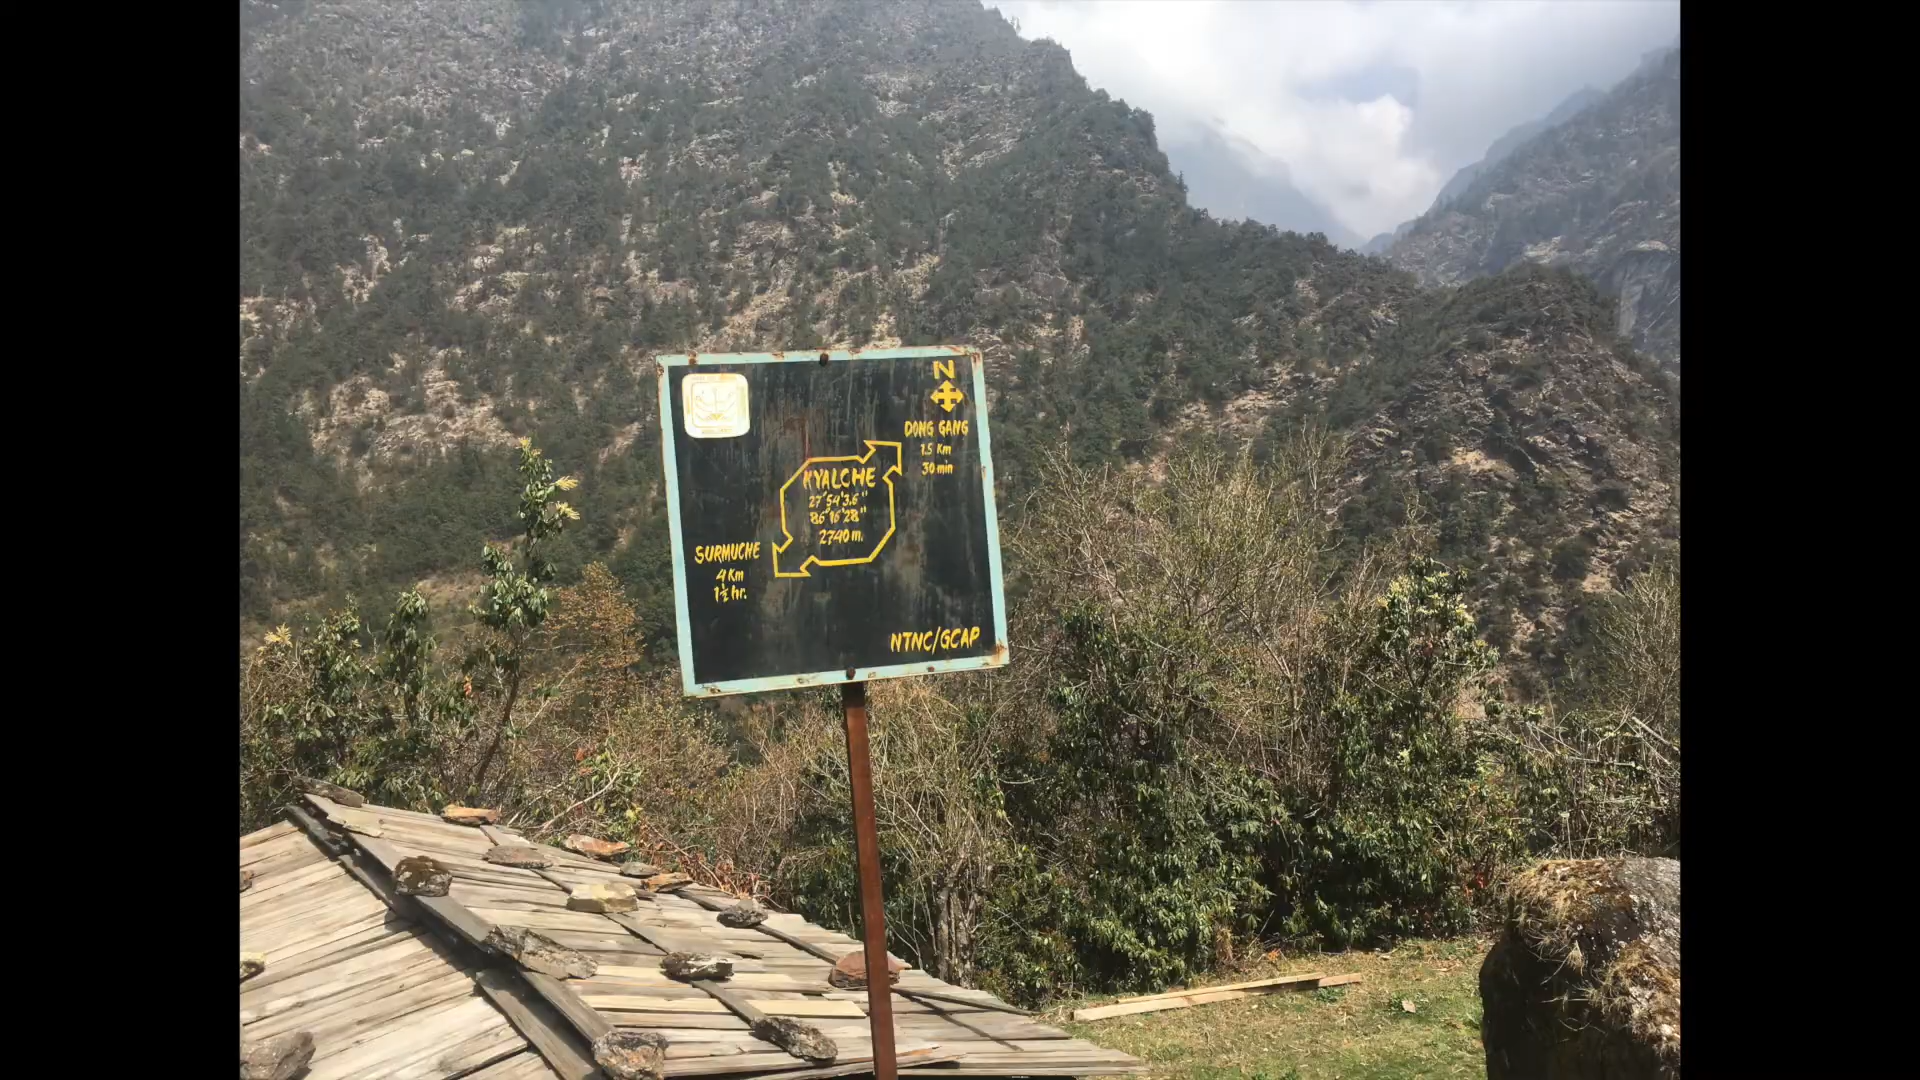 N
DONG GANG
1.5 Km
30 min
KYALCHE
27°54'3.6"
86°16'28"
2740 m.
SURMUCHE
4 Km
1½ hr.
NTNC/GCAP